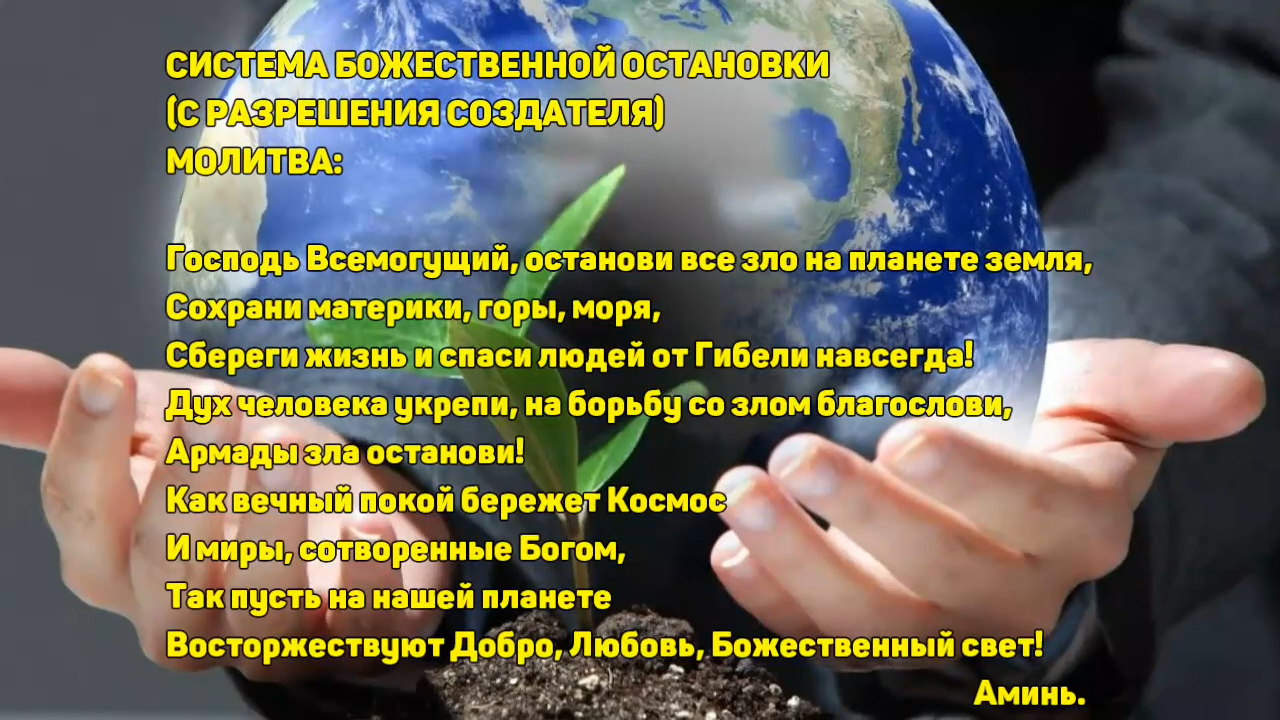 СИСТЕМА БОЖЕСТВЕННОЙ ОСТАНОВКИ
(С РАЗРЕШЕНИЯ СОЗДАТЕЛЯ)
МОЛИТВА:
Господь Всемогущий, останови все зло на планете земля,
Сохрани материки, горы, моря,
Сбереги жизнь и спаси людей от Гибели навсегда!
Дух человека укрепи, на борьбу со злом благослови,
Армады зла останови!
Как вечный покой бережет Космос
И миры, сотворенные Богом,
Так пусть на нашей планете
Восторжествуют Добро, Любовь, Божественный свет!
Аминь.